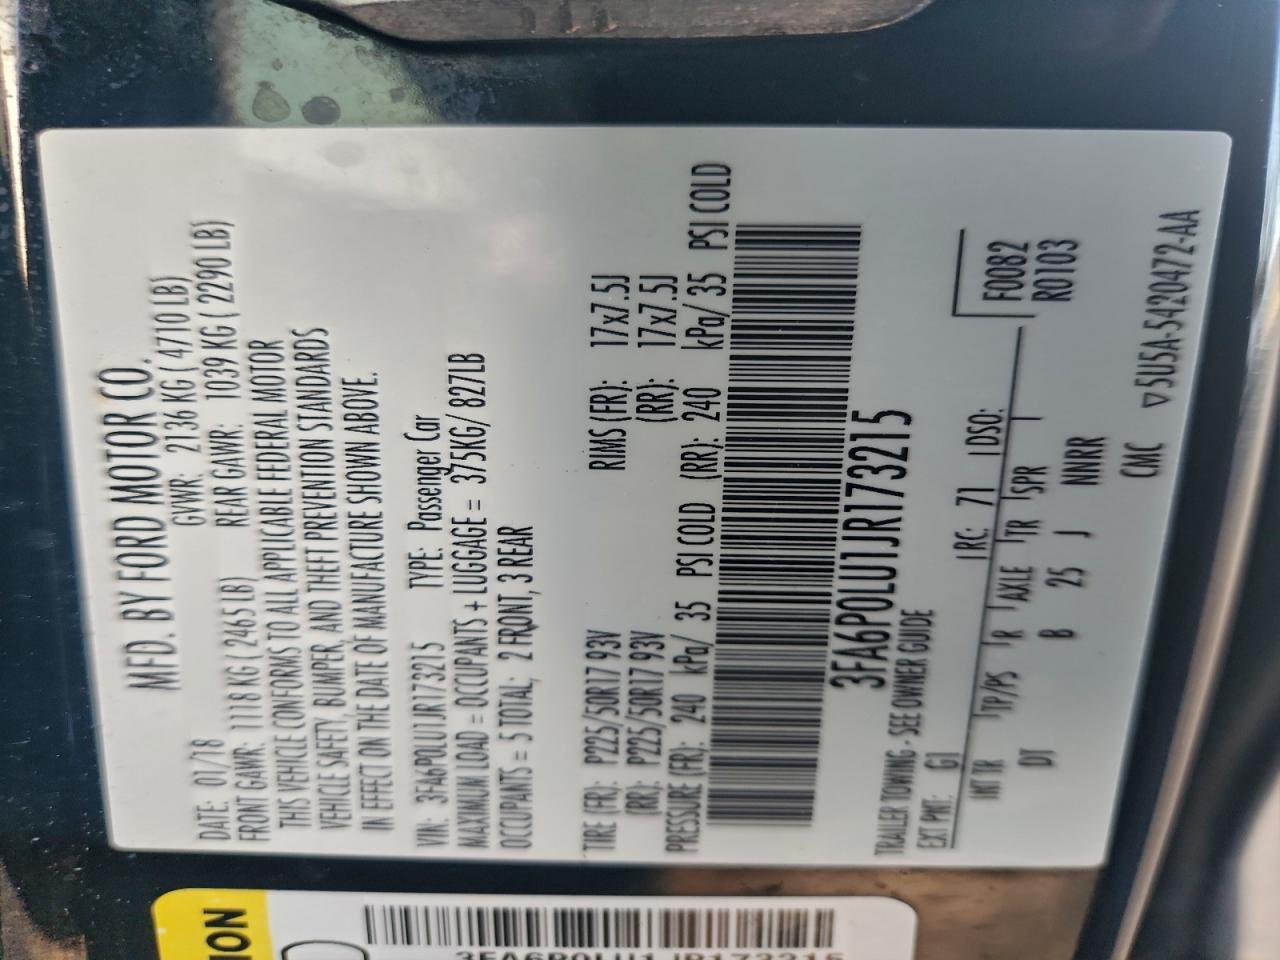 MFD. BY FORD MOTOR CO.
DATE: 01/18 GVWR: 2136 KG ( 4710 LB)
FRONT GAWR: 1118 KG ( 2465 LB) REAR GAWR: 1039 KG ( 2290 LB)
THIS VEHICLE CONFORMS TO ALL APPLICABLE FEDERAL MOTOR
VEHICLE SAFETY, BUMPER, AND THEFT PREVENTION STANDARDS
IN EFFECT ON THE DATE OF MANUFACTURE SHOWN ABOVE.
VIN: 3FA6P0LU1JR173215 TYPE: Passenger Car
MAXIMUM LOAD = OCCUPANTS + LUGGAGE = 375KG/ 827LB
OCCUPANTS = 5 TOTAL; 2 FRONT, 3 REAR
TIRE (FR): P225/50R17 93V RIMS (FR): 17x7.5J
(RR): P225/50R17 93V (RR): 17x7.5J
PRESSURE (FR): 240 kPa/ 35 PSI COLD (RR): 240 kPa/ 35 PSI COLD
3FA6P0LU1JR173215
TRAILER TOWING - SEE OWNER GUIDE
EXT PNT: G1 RC: 71 DSO: F0082
INT TR TP/PS R AXLE TR SPR R0103
DT B 25 J NNRR
CMC ▽5U5A-5420472-AA
ION
3FA6P0LU1JR173215